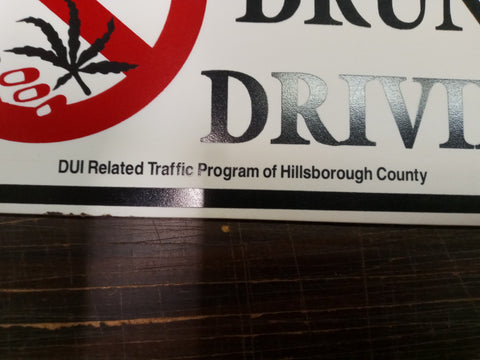 DRUN
DRIVI
DUI Related Traffic Program of Hillsborough County